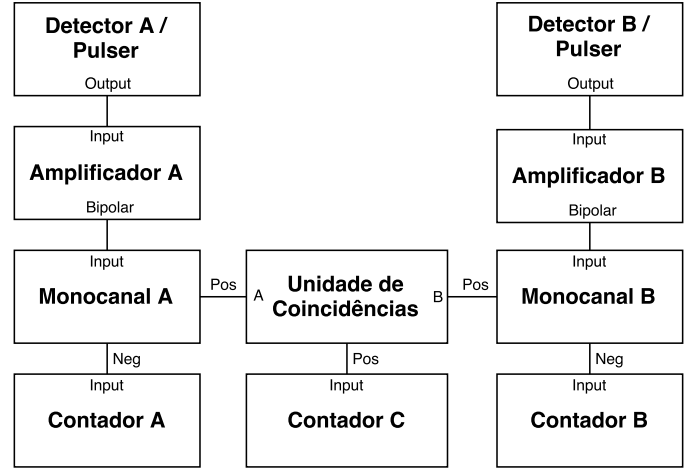 Detector A /
Pulser
Output
Detector B /
Pulser
Output
Input
Amplificador A
Bipolar
Input
Amplificador B
Bipolar
Input
Monocanal A
Pos
A
Unidade de
Coincidências
B
Pos
Input
Monocanal B
Neg
Pos
Neg
Input
Contador A
Input
Contador C
Input
Contador B